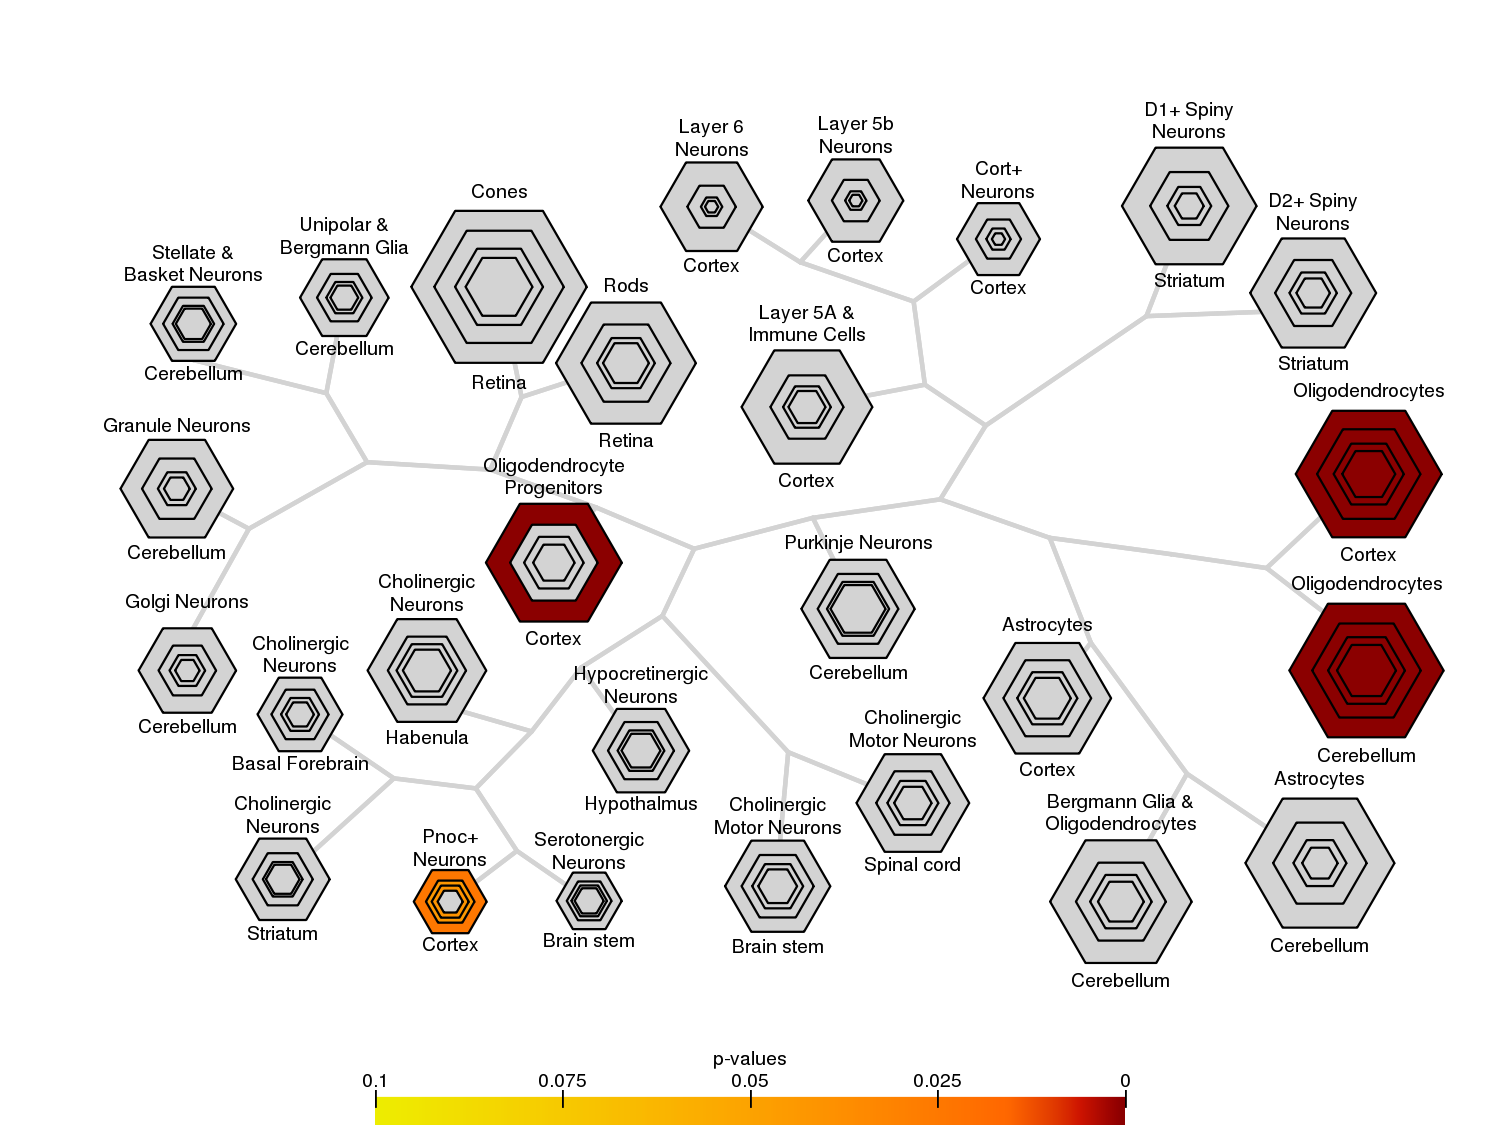 D1+ Spiny
Neurons
Layer 6
Neurons
Layer 5b
Neurons
Cort+
Neurons
Cones
D2+ Spiny
Neurons
Unipolar &
Bergmann Glia
Stellate &
Basket Neurons
Cortex
Cortex
Cortex
Striatum
Rods
Layer 5A &
Immune Cells
Cerebellum
Cerebellum
Retina
Striatum
Oligodendrocytes
Granule Neurons
Retina
Oligodendrocyte
Progenitors
Cortex
Cerebellum
Purkinje Neurons
Cortex
Cholinergic
Neurons
Oligodendrocytes
Golgi Neurons
Cortex
Astrocytes
Cholinergic
Neurons
Hypocretinergic
Neurons
Cerebellum
Cerebellum
Habenula
Cholinergic
Motor Neurons
Cerebellum
Basal Forebrain
Cortex
Astrocytes
Cholinergic
Neurons
Hypothalmus
Cholinergic
Motor Neurons
Bergmann Glia &
Oligodendrocytes
Pnoc+
Neurons
Serotonergic
Neurons
Spinal cord
Striatum
Cortex
Brain stem
Brain stem
Cerebellum
Cerebellum
p-values
0.1 0.075 0.05 0.025 0